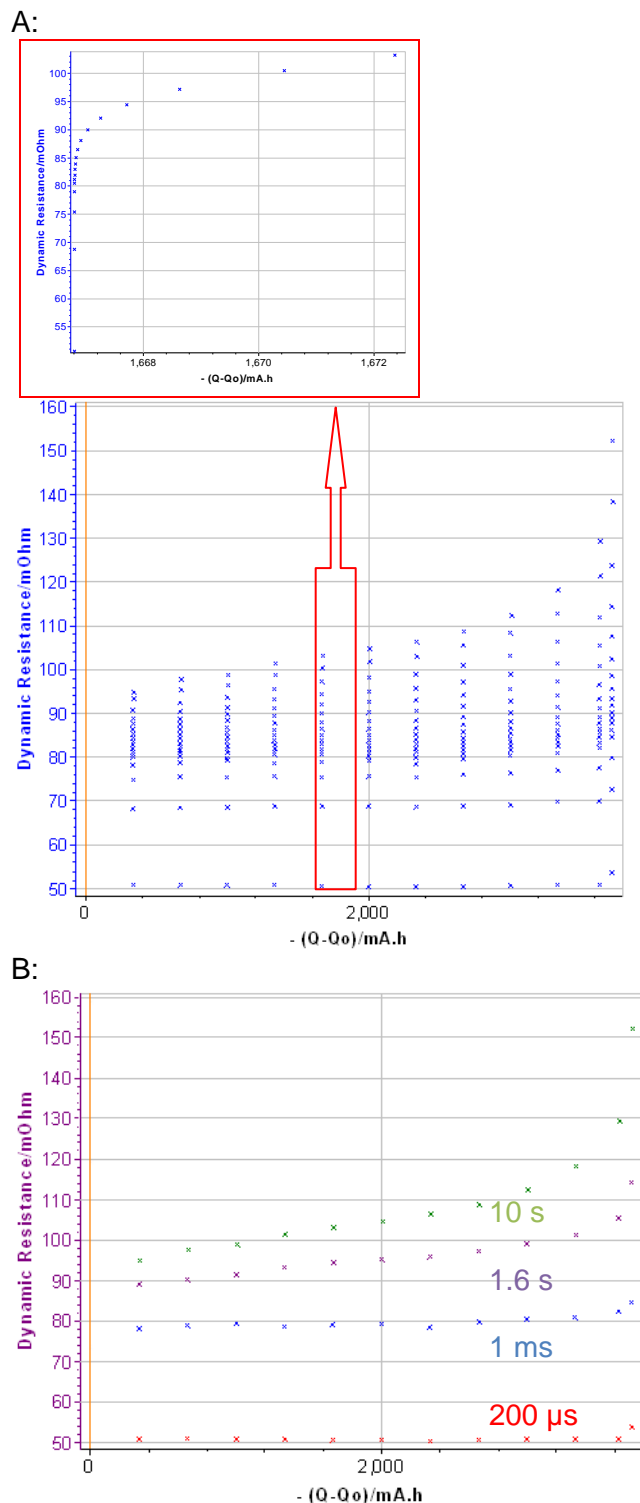 A:
Dynamic Resistance/mOhm
100
95
90
85
80
75
70
65
60
55
1,668 1,670 1,672
- (Q-Qo)/mA.h
Dynamic Resistance/mOhm
160
150
140
130
120
110
100
90
80
70
60
50
0 2,000
- (Q-Qo)/mA.h
B:
Dynamic Resistance/mOhm
160
150
140
130
120
110
100
90
80
70
60
50
10 s
1.6 s
1 ms
200 µs
0 2,000
- (Q-Qo)/mA.h